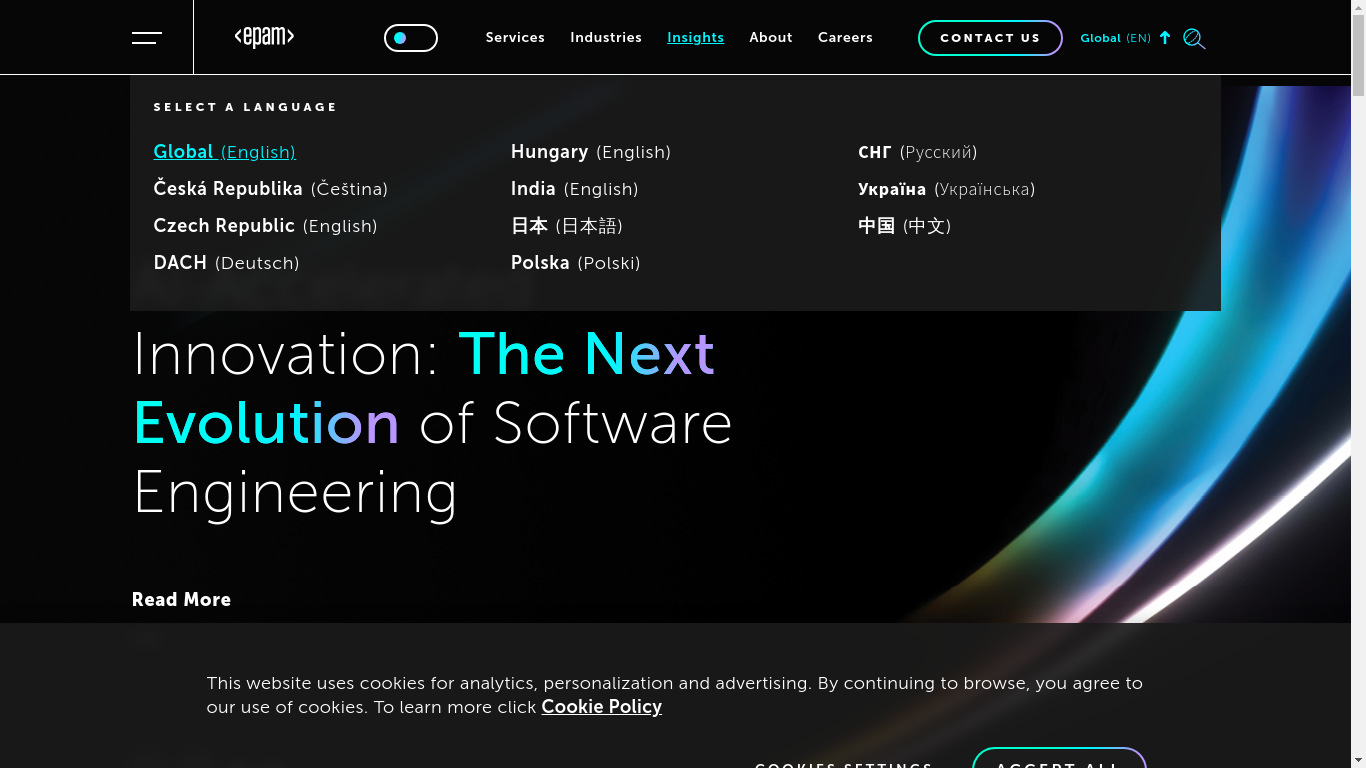 <epam>
Services Industries Insights About Careers CONTACT US Global (EN)
SELECT A LANGUAGE
Global (English)
Česká Republika (Čeština)
Czech Republic (English)
DACH (Deutsch)
Hungary (English)
India (English)
日本 (日本語)
Polska (Polski)
СНГ (Русский)
Україна (Українська)
中国 (中文)
Innovation: The Next
Evolution of Software
Engineering
Read More
This website uses cookies for analytics, personalization and advertising. By continuing to browse, you agree to
our use of cookies. To learn more click Cookie Policy
COOKIES SETTINGS ACCEPT ALL